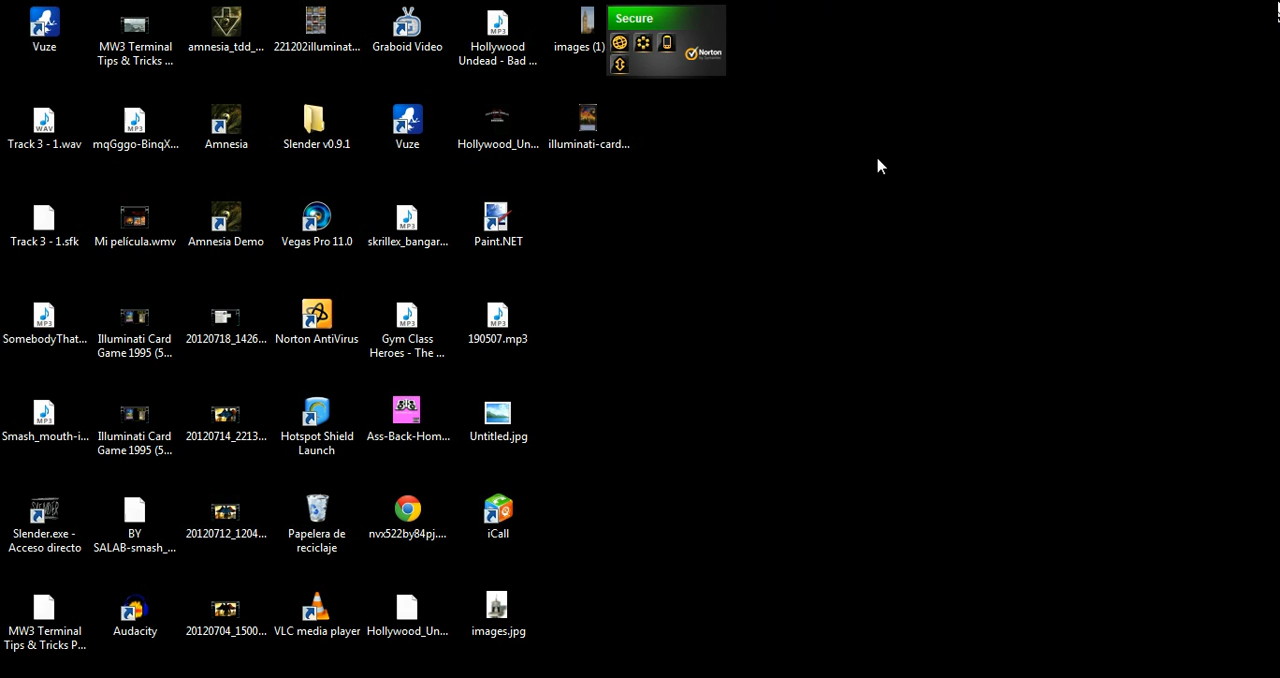 Vuze
MW3 Terminal
Tips & Tricks ...
amnesia_tdd_...
221202illuminat...
Graboid Video
Hollywood
Undead - Bad ...
images (1)
Secure
Norton
by Symantec
Track 3 - 1.wav
mqGggo-BinqX...
Amnesia
Slender v0.9.1
Vuze
Hollywood_Un...
illuminati-card...
Track 3 - 1.sfk
Mi película.wmv
Amnesia Demo
Vegas Pro 11.0
skrillex_bangar...
Paint.NET
SomebodyThat...
Illuminati Card
Game 1995 (5...
20120718_1426...
Norton AntiVirus
Gym Class
Heroes - The ...
190507.mp3
Smash_mouth-i...
Illuminati Card
Game 1995 (5...
20120714_2213...
Hotspot Shield
Launch
Ass-Back-Hom...
Untitled.jpg
Slender.exe -
Acceso directo
BY
SALAB-smash_...
20120712_1204...
Papelera de
reciclaje
nvx522by84pj....
iCall
MW3 Terminal
Tips & Tricks P...
Audacity
20120704_1500...
VLC media player
Hollywood_Un...
images.jpg